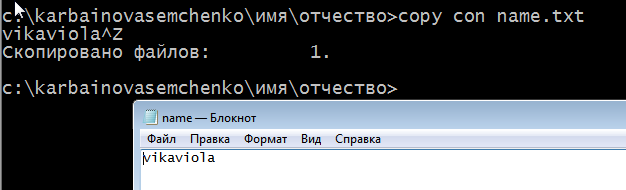 c:\karbainovasemchenko\имя\отчество>copy con name.txt
vikaviola^Z
Скопировано файлов:         1.
c:\karbainovasemchenko\имя\отчество>
name — Блокнот
Файл Правка Формат Вид Справка
vikaviola